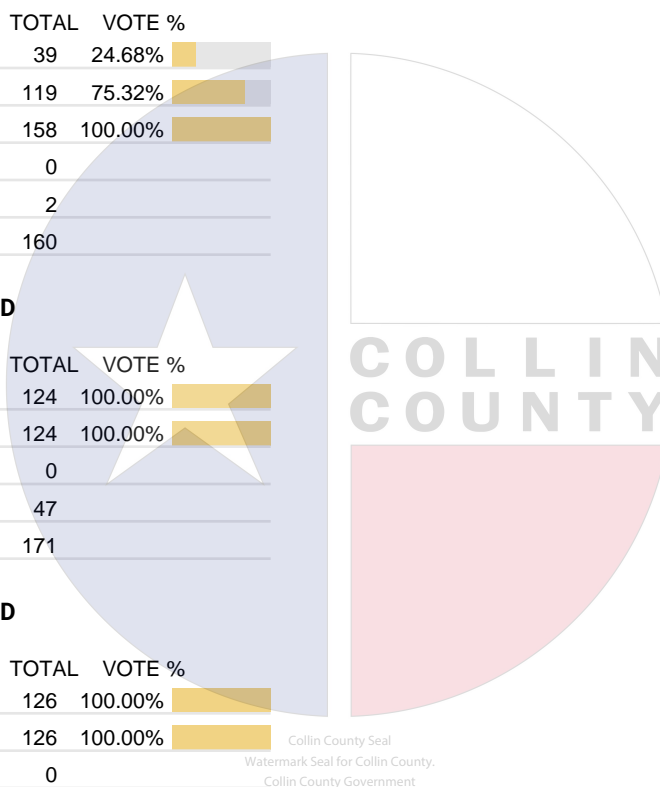 TOTAL VOTE %
39 24.68%
119 75.32%
158 100.00%
0
2
160
D
TOTAL VOTE %
124 100.00%
124 100.00%
0
47
171
D
TOTAL VOTE %
126 100.00%
126 100.00%
0
COLLIN
COUNTY
Collin County Seal
Watermark Seal for Collin County.
Collin County Government